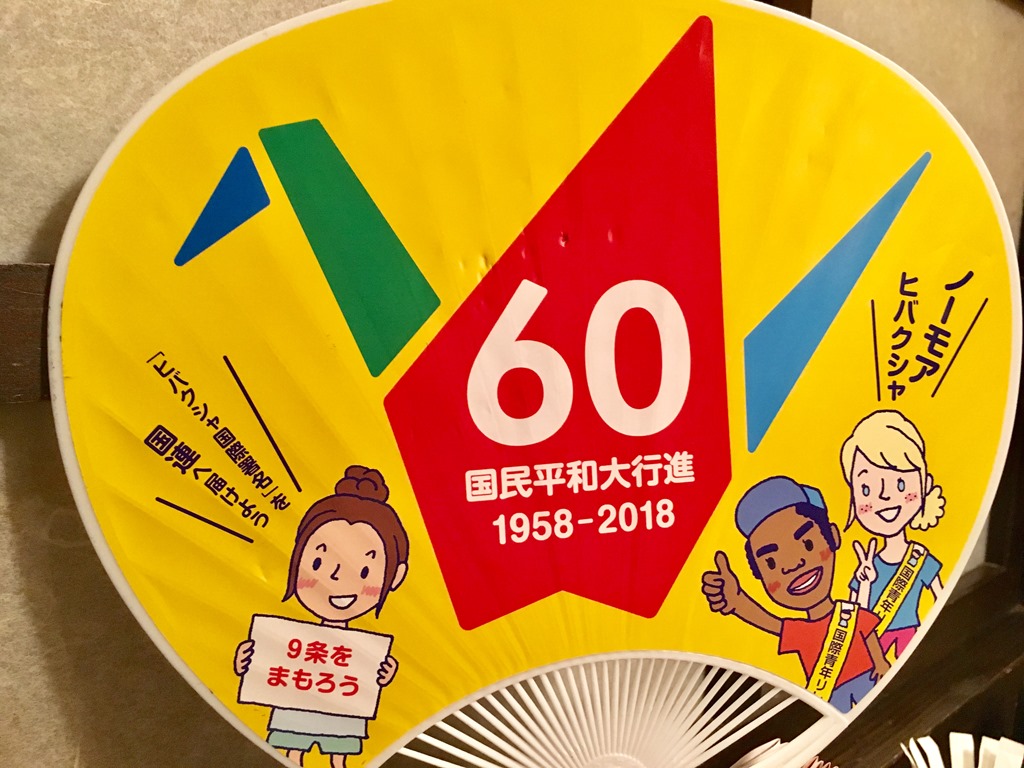 60
国民平和大行進
1958-2018
「ヒバクシャ国際署名」を
国連へ届けよう
9条を
まもろう
ノーモア
ヒバクシャ
国際青年リ
国際青年リ